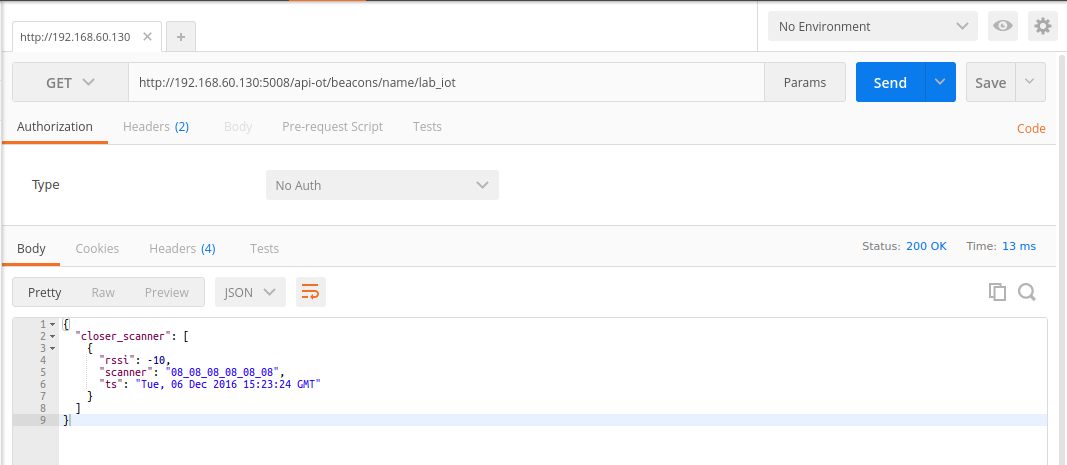 http://192.168.60.130 ✕ +
No Environment
GET http://192.168.60.130:5008/api-ot/beacons/name/lab_iot Params Send Save
Authorization Headers (2) Body Pre-request Script Tests Code
Type No Auth
Body Cookies Headers (4) Tests Status: 200 OK Time: 13 ms
Pretty Raw Preview JSON
1 {
2 "closer_scanner": [
3 {
4 "rssi": -10,
5 "scanner": "08_08_08_08_08_08",
6 "ts": "Tue, 06 Dec 2016 15:23:24 GMT"
7 }
8 ]
9 }